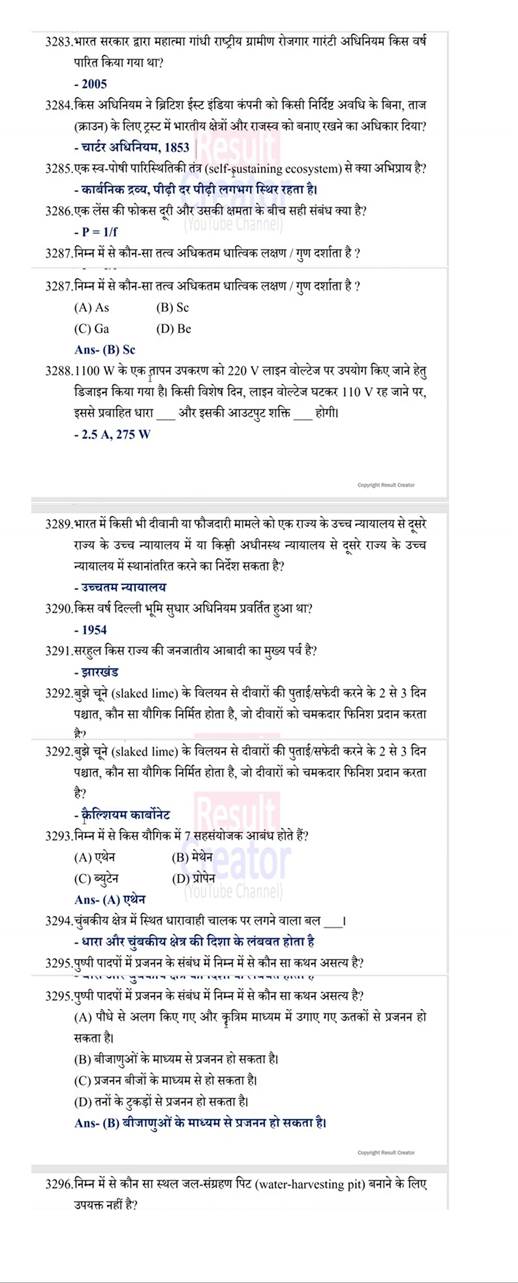 3283.भारत सरकार द्वारा महात्मा गांधी राष्ट्रीय ग्रामीण रोजगार गारंटी अधिनियम किस वर्ष
पारित किया गया था?
- 2005
3284.किस अधिनियम ने ब्रिटिश ईस्ट इंडिया कंपनी को किसी निर्दिष्ट अवधि के बिना, ताज
(क्राउन) के लिए ट्रस्ट में भारतीय क्षेत्रों और राजस्व को बनाए रखने का अधिकार दिया?
- चार्टर अधिनियम, 1853
3285.एक स्व-पोषी पारिस्थितिकी तंत्र (self-sustaining ecosystem) से क्या अभिप्राय है?
- कार्बनिक द्रव्य, पीढ़ी दर पीढ़ी लगभग स्थिर रहता है।
3286.एक लेंस की फोकस दूरी और उसकी क्षमता के बीच सही संबंध क्या है?
- P = 1/f
3287.निम्न में से कौन-सा तत्व अधिकतम धात्विक लक्षण / गुण दर्शाता है ?
3287.निम्न में से कौन-सा तत्व अधिकतम धात्विक लक्षण / गुण दर्शाता है ?
(A) As (B) Sc
(C) Ga (D) Be
Ans- (B) Sc
3288.1100 W के एक तापन उपकरण को 220 V लाइन वोल्टेज पर उपयोग किए जाने हेतु
डिजाइन किया गया है। किसी विशेष दिन, लाइन वोल्टेज घटकर 110 V रह जाने पर,
इससे प्रवाहित धारा ____ और इसकी आउटपुट शक्ति ____ होगी।
- 2.5 A, 275 W
Copyright Result Creator
3289.भारत में किसी भी दीवानी या फौजदारी मामले को एक राज्य के उच्च न्यायालय से दूसरे
राज्य के उच्च न्यायालय में या किसी अधीनस्थ न्यायालय से दूसरे राज्य के उच्च
न्यायालय में स्थानांतरित करने का निर्देश सकता है?
- उच्चतम न्यायालय
3290.किस वर्ष दिल्ली भूमि सुधार अधिनियम प्रवर्तित हुआ था?
- 1954
3291.सरहुल किस राज्य की जनजातीय आबादी का मुख्य पर्व है?
- झारखंड
3292.बुझे चूने (slaked lime) के विलयन से दीवारों की पुताई/सफेदी करने के 2 से 3 दिन
पश्चात, कौन सा यौगिक निर्मित होता है, जो दीवारों को चमकदार फिनिश प्रदान करता
है?
3292.बुझे चूने (slaked lime) के विलयन से दीवारों की पुताई/सफेदी करने के 2 से 3 दिन
पश्चात, कौन सा यौगिक निर्मित होता है, जो दीवारों को चमकदार फिनिश प्रदान करता
है?
- कैल्शियम कार्बोनेट
Result Creator
(YouTube Channel)
3293.निम्न में से किस यौगिक में 7 सहसंयोजक आबंध होते हैं?
(A) एथेन (B) मेथेन
(C) ब्युटेन (D) प्रोपेन
Ans- (A) एथेन
3294.चुंबकीय क्षेत्र में स्थित धारावाही चालक पर लगने वाला बल ____।
- धारा और चुंबकीय क्षेत्र की दिशा के लंबवत होता है
3295.पुष्पी पादपों में प्रजनन के संबंध में निम्न में से कौन सा कथन असत्य है?
3295.पुष्पी पादपों में प्रजनन के संबंध में निम्न में से कौन सा कथन असत्य है?
(A) पौधे से अलग किए गए और कृत्रिम माध्यम में उगाए गए ऊतकों से प्रजनन हो
सकता है।
(B) बीजाणुओं के माध्यम से प्रजनन हो सकता है।
(C) प्रजनन बीजों के माध्यम से हो सकता है।
(D) तनों के टुकड़ों से प्रजनन हो सकता है।
Ans- (B) बीजाणुओं के माध्यम से प्रजनन हो सकता है।
Copyright Result Creator
3296.निम्न में से कौन सा स्थल जल-संग्रहण पिट (water-harvesting pit) बनाने के लिए
उपयुक्त नहीं है?